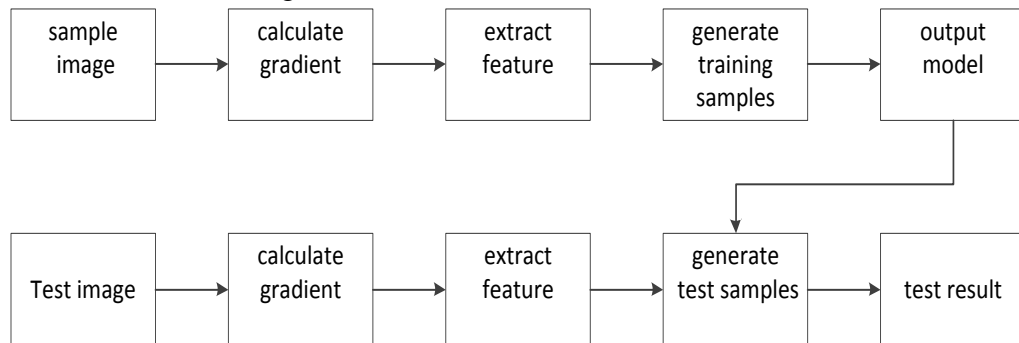 sample
image
calculate
gradient
extract
feature
generate
training
samples
output
model
Test image
calculate
gradient
extract
feature
generate
test samples
test result